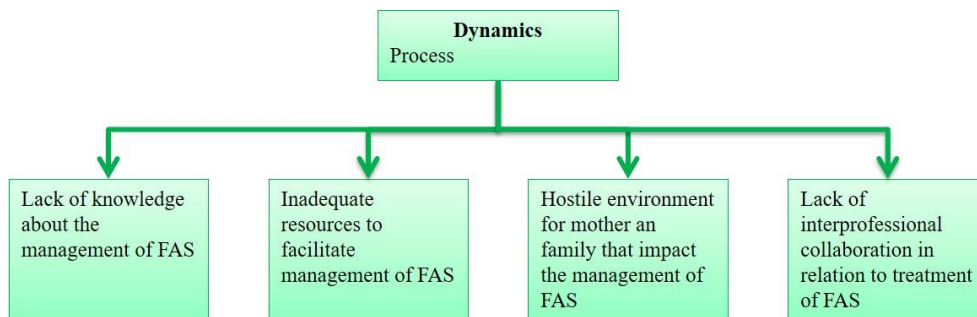 Dynamics
Process
Lack of knowledge
about the
management of FAS
Inadequate
resources to
facilitate
management of FAS
Hostile environment
for mother an
family that impact
the management of
FAS
Lack of
interprofessional
collaboration in
relation to treatment
of FAS